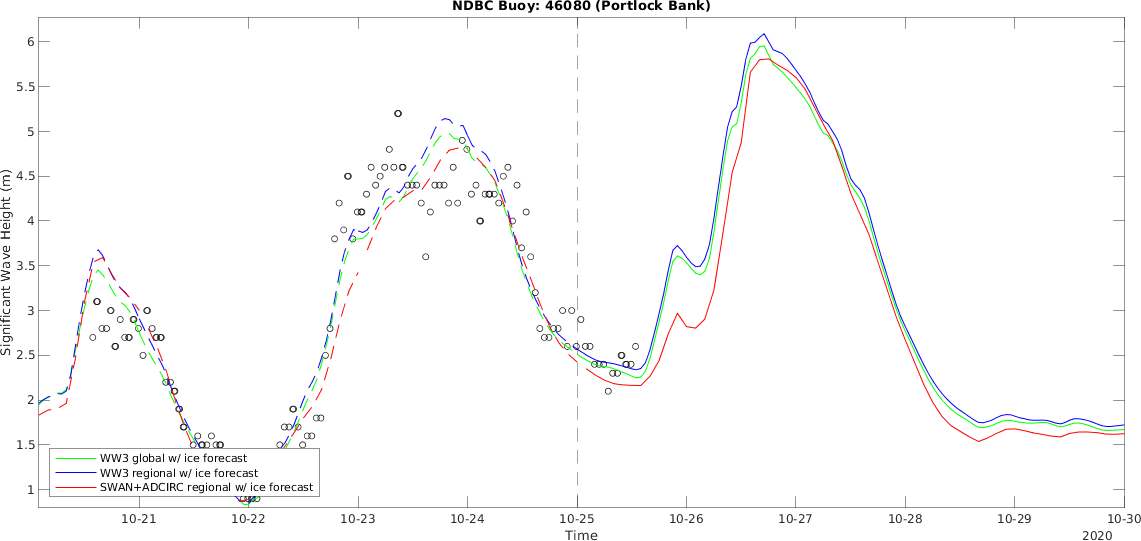 NDBC Buoy: 46080 (Portlock Bank)
Significant Wave Height (m)
6
5.5
5
4.5
4
3.5
3
2.5
2
1.5
1
WW3 global w/ ice forecast
WW3 regional w/ ice forecast
SWAN+ADCIRC regional w/ ice forecast
10-21 10-22 10-23 10-24 10-25 10-26 10-27 10-28 10-29 10-30
Time
2020